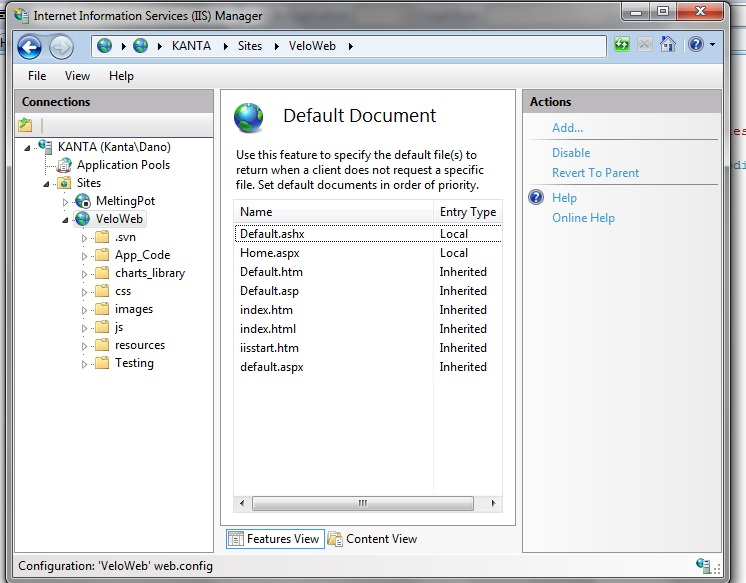 Internet Information Services (IIS) Manager
KANTA Sites VeloWeb
File View Help
Connections
KANTA (Kanta\Dano)
Application Pools
Sites
MeltingPot
VeloWeb
.svn
App_Code
charts_library
css
images
js
resources
Testing
Default Document
Use this feature to specify the default file(s) to
return when a client does not request a specific
file. Set default documents in order of priority.
Name Entry Type
Default.ashx Local
Home.aspx Local
Default.htm Inherited
Default.asp Inherited
index.htm Inherited
index.html Inherited
iisstart.htm Inherited
default.aspx Inherited
Features View Content View
Actions
Add...
Disable
Revert To Parent
Help
Online Help
Configuration: 'VeloWeb' web.config